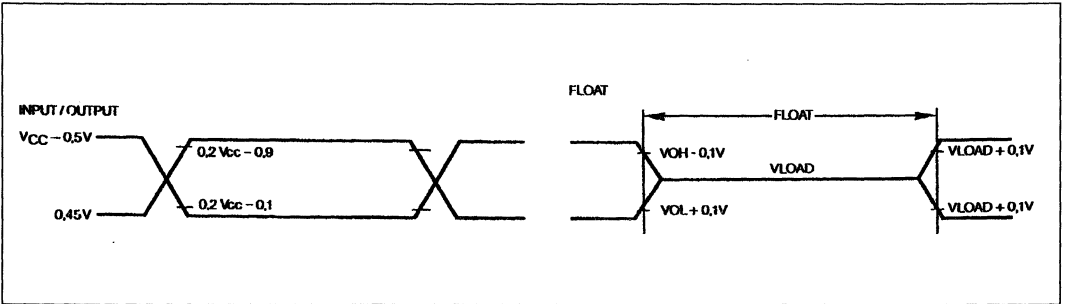 INPUT / OUTPUT
VCC – 0,5V
0,2 Vcc – 0,9
0,2 Vcc – 0,1
0,45V
FLOAT
FLOAT
VOH - 0,1V
VLOAD
VOL + 0,1V
VLOAD + 0,1V
VLOAD + 0,1V